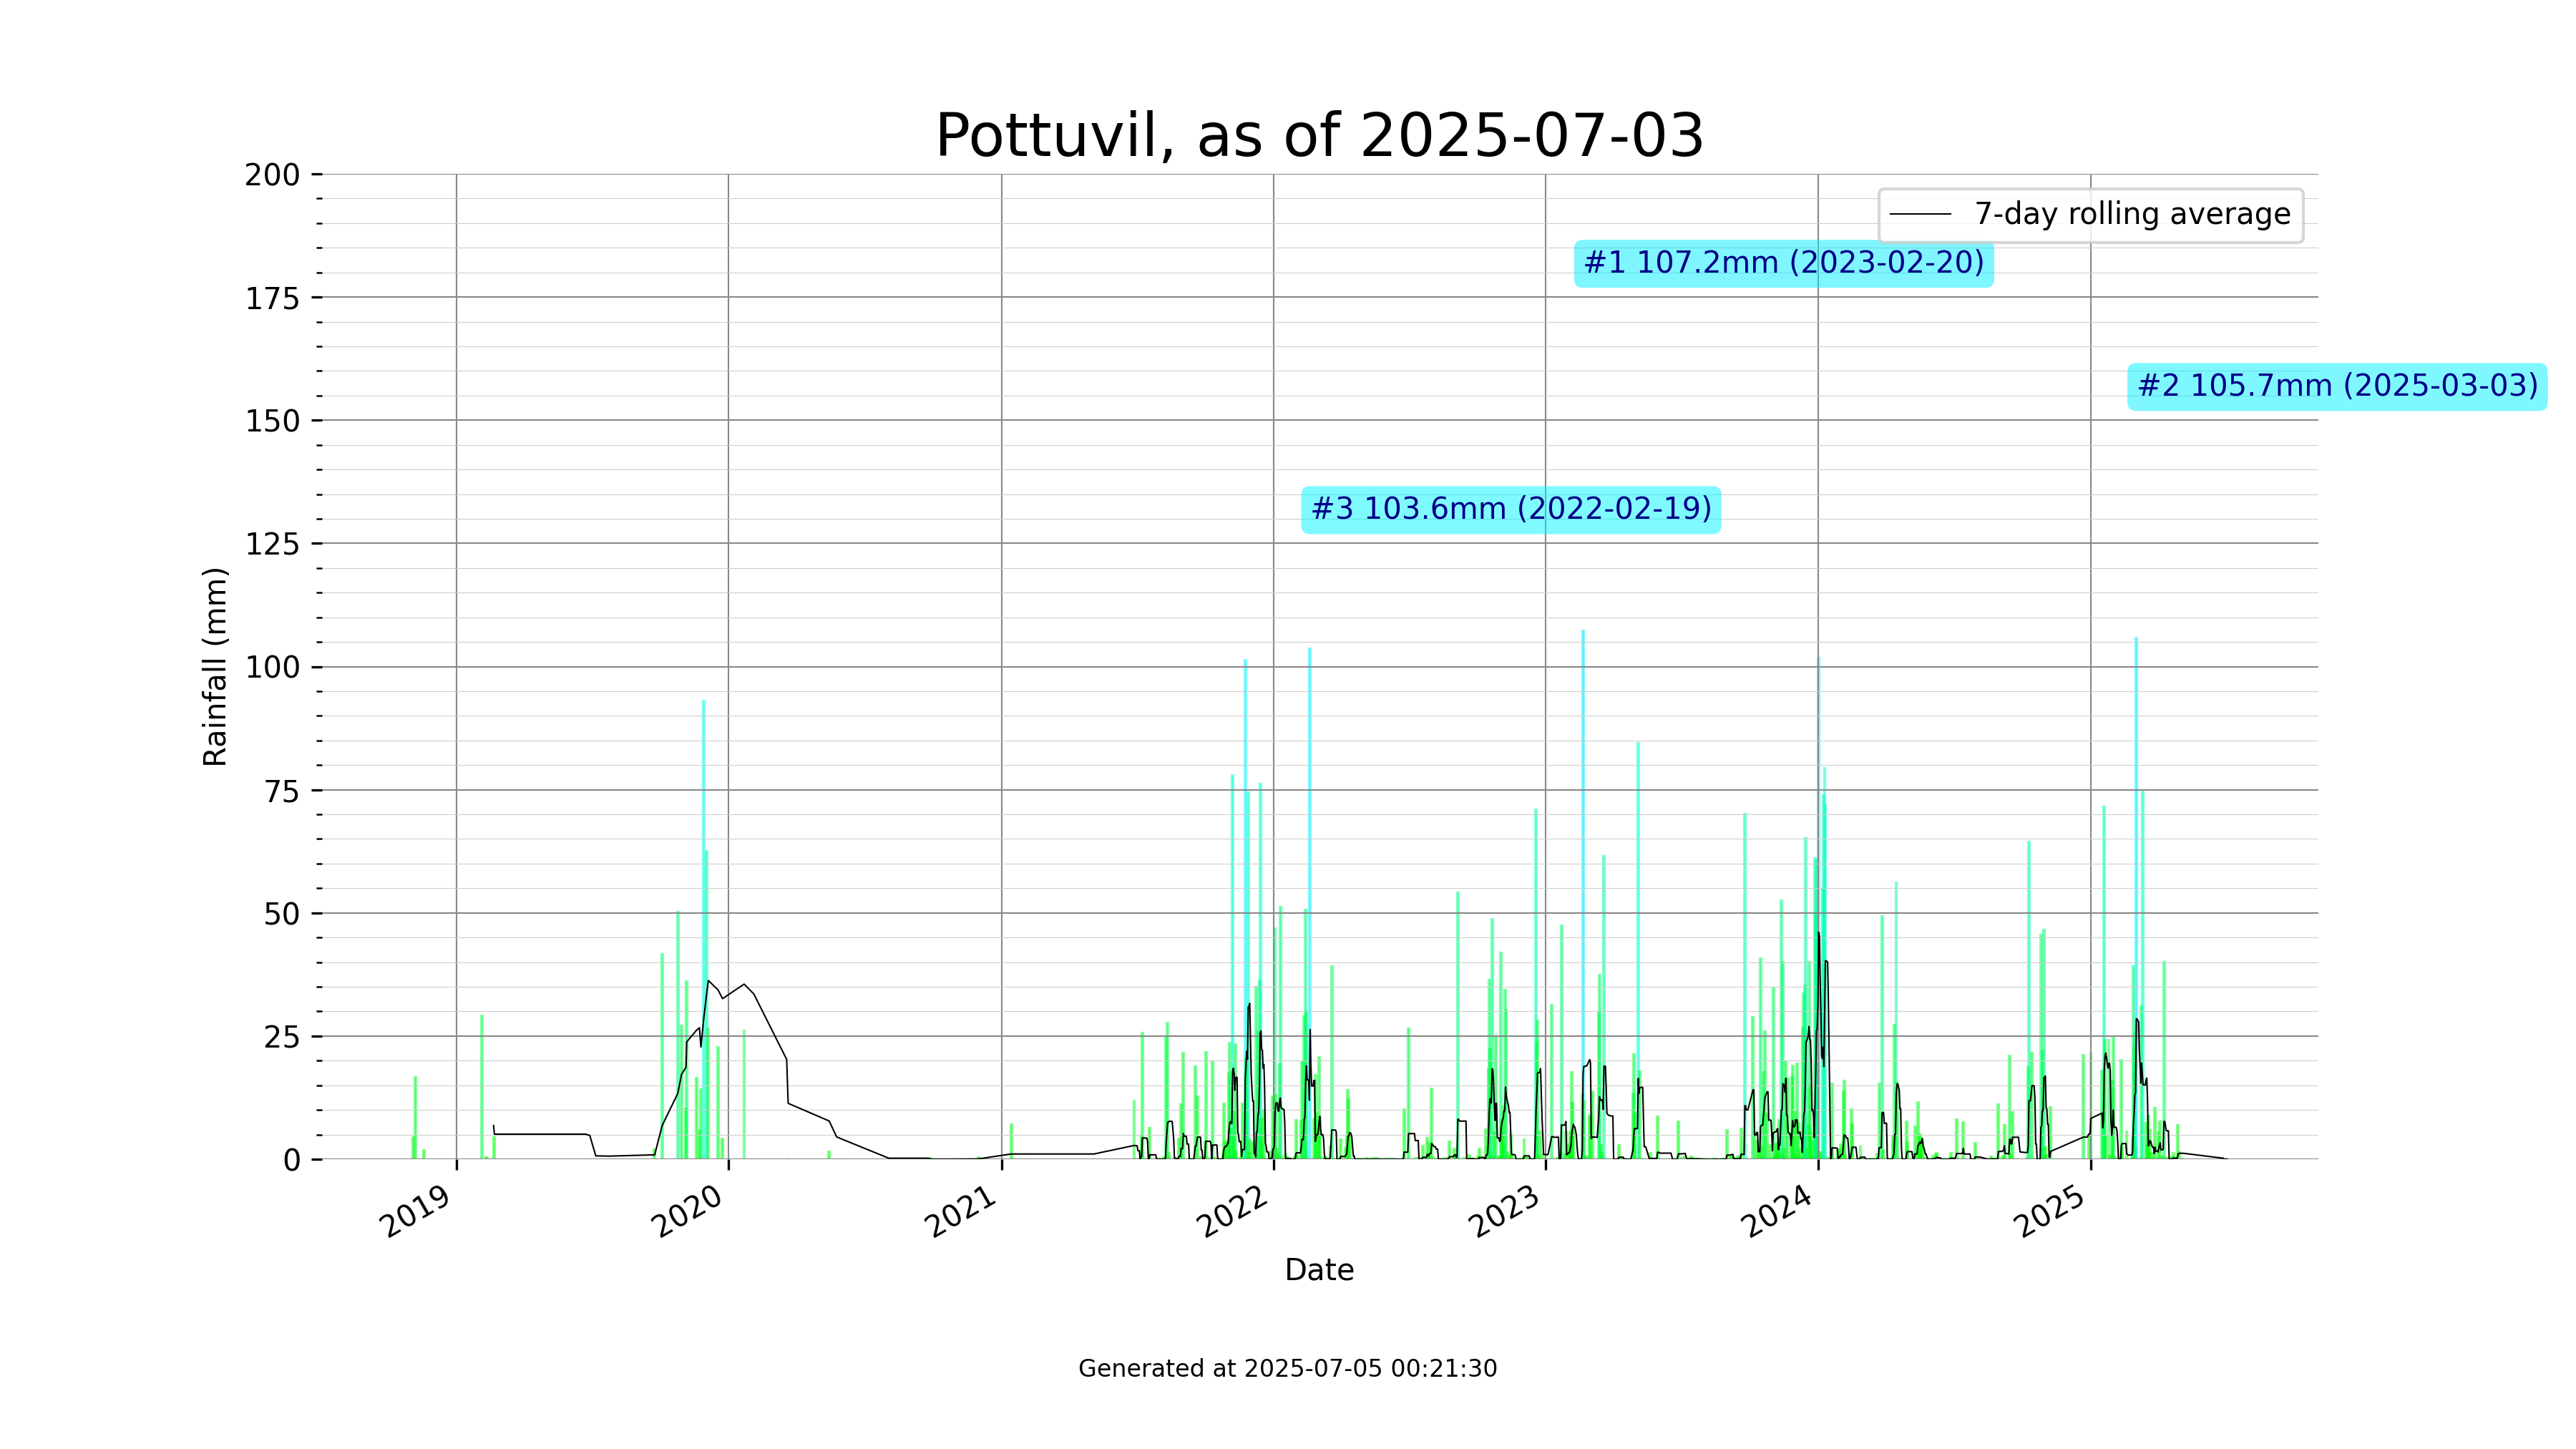 Pottuvil, as of 2025-07-03
200
175
150
125
100
75
50
25
0
Rainfall (mm)
7-day rolling average
#1 107.2mm (2023-02-20)
#2 105.7mm (2025-03-03)
#3 103.6mm (2022-02-19)
2019
2020
2021
2022
2023
2024
2025
Date
Generated at 2025-07-05 00:21:30